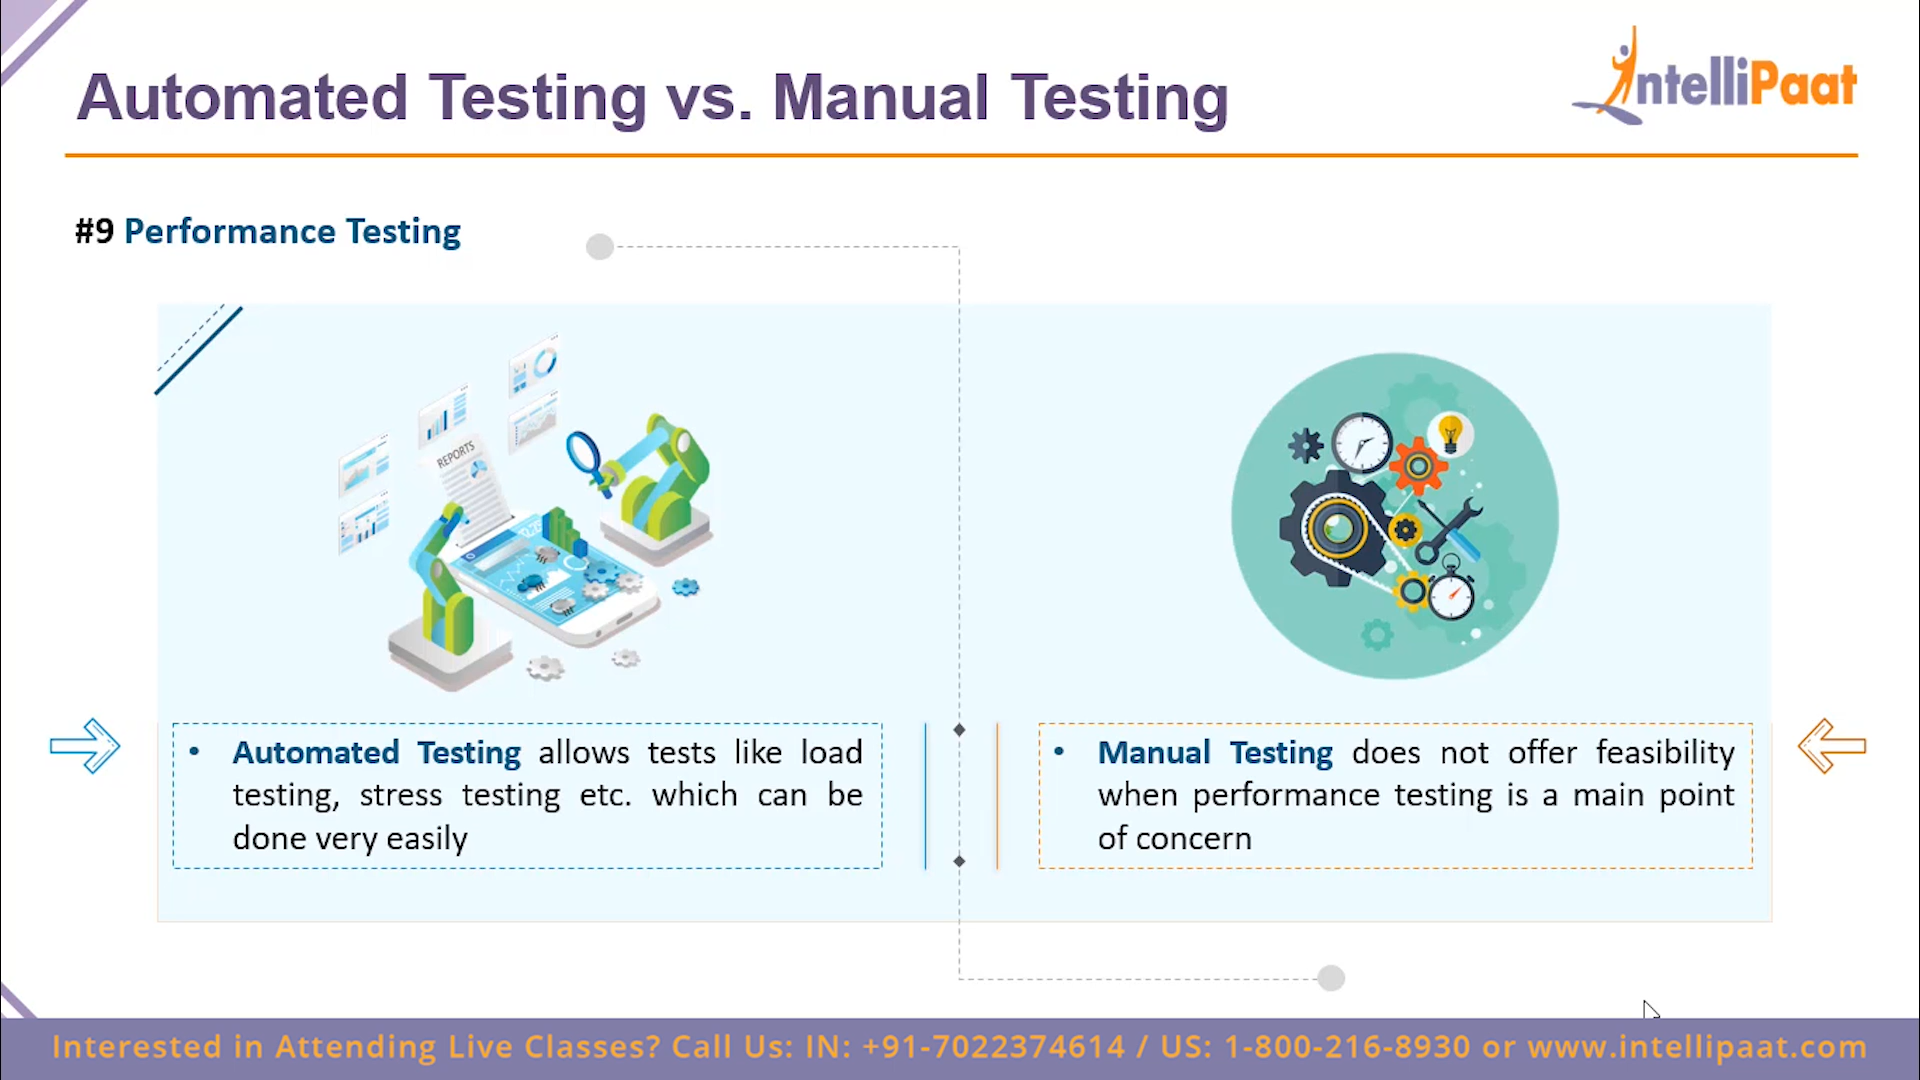 Automated Testing vs. Manual Testing
IntelliPaat
#9 Performance Testing
REPORTS
• Automated Testing allows tests like load
testing, stress testing etc. which can be
done very easily
• Manual Testing does not offer feasibility
when performance testing is a main point
of concern
Interested in Attending Live Classes? Call Us: IN: +91-7022374614 / US: 1-800-216-8930 or www.intellipaat.com